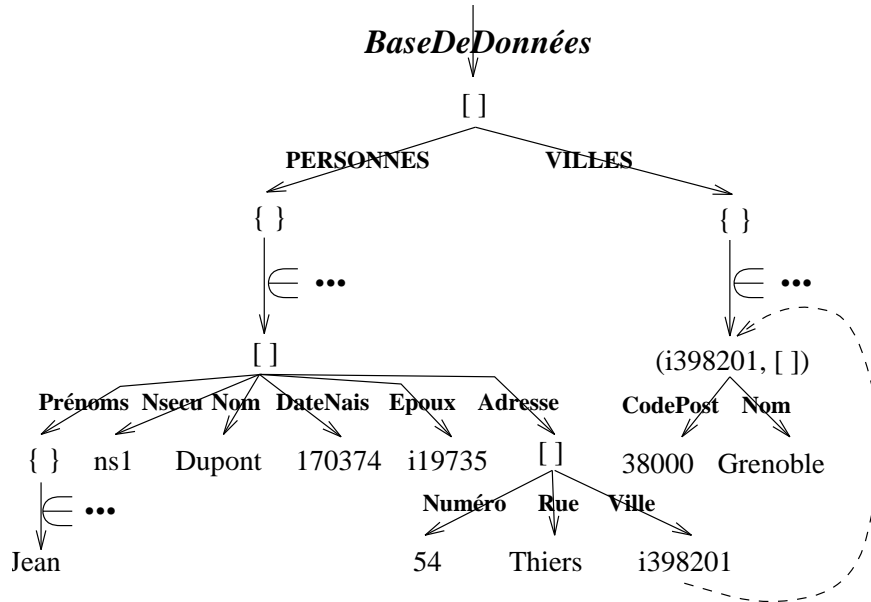 BaseDeDonnées
[ ]
PERSONNES VILLES
{ } { }
∈ ••• ∈ •••
[ ] (i398201, [ ])
Prénoms Nsecu Nom DateNais Epoux Adresse CodePost Nom
{ } ns1 Dupont 170374 i19735 [ ] 38000 Grenoble
∈ ••• Numéro Rue Ville
Jean 54 Thiers i398201